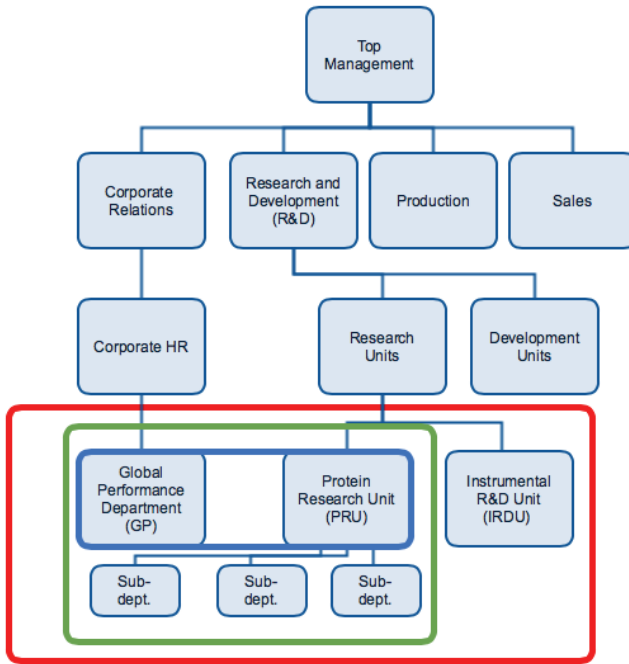 Top
Management
Corporate
Relations
Research and
Development
(R&D)
Production
Sales
Corporate HR
Research
Units
Development
Units
Global
Performance
Department
(GP)
Protein
Research Unit
(PRU)
Instrumental
R&D Unit
(IRDU)
Sub-
dept.
Sub-
dept.
Sub-
dept.